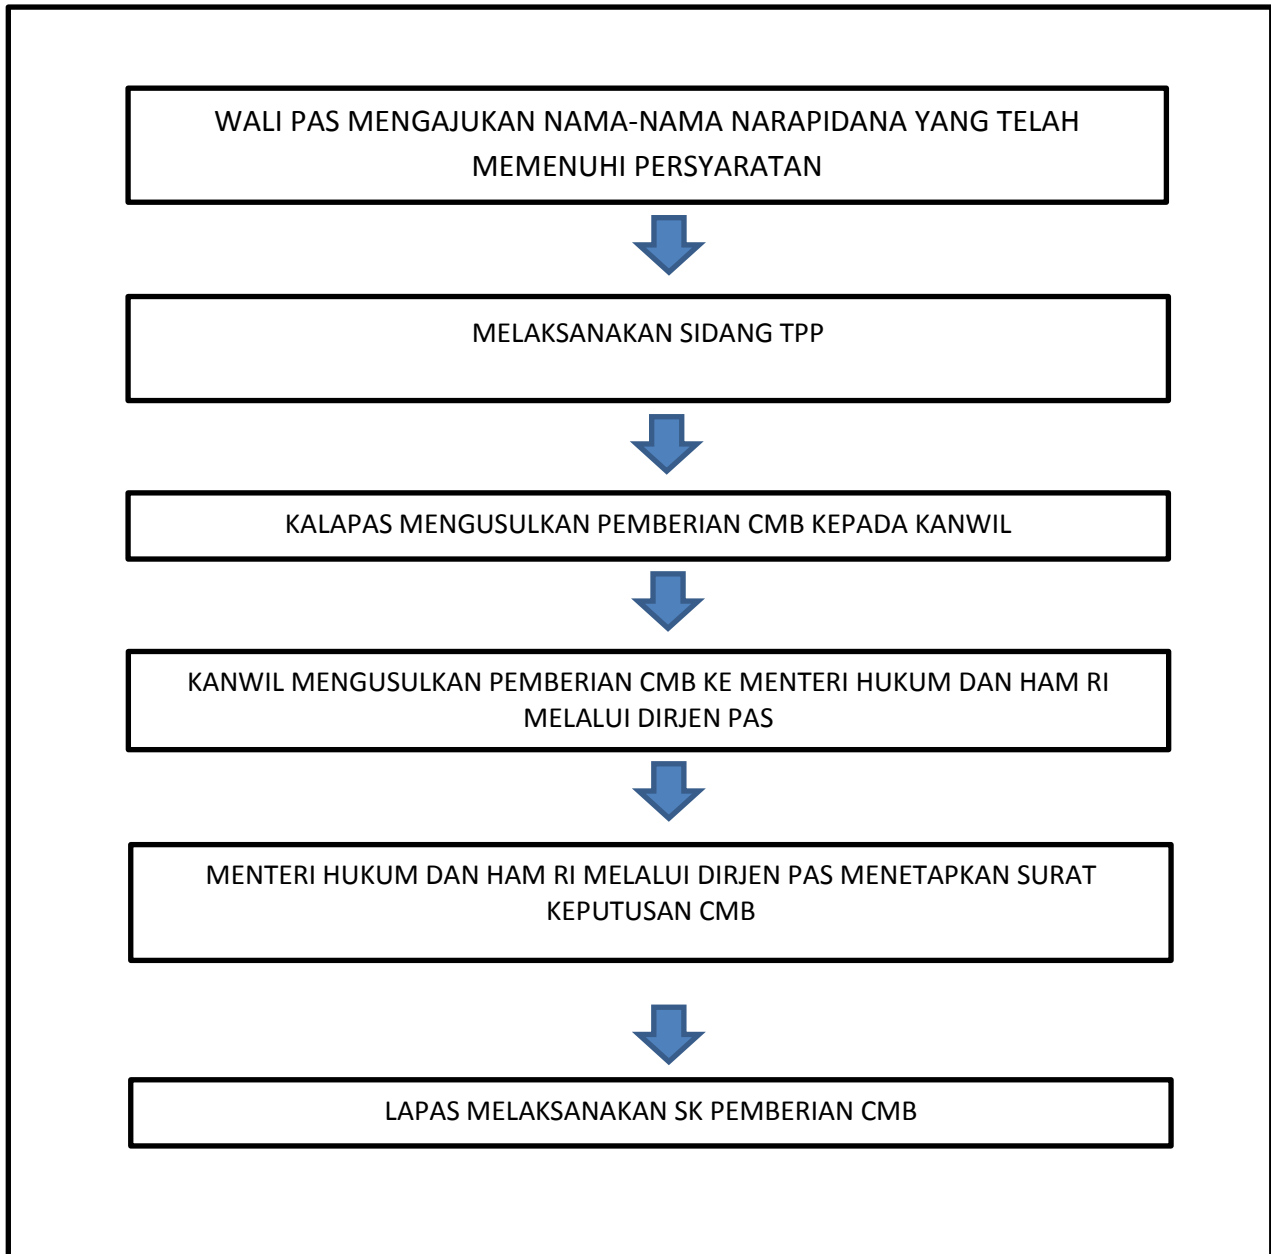 WALI PAS MENGAJUKAN NAMA-NAMA NARAPIDANA YANG TELAH
MEMENUHI PERSYARATAN
MELAKSANAKAN SIDANG TPP
KALAPAS MENGUSULKAN PEMBERIAN CMB KEPADA KANWIL
KANWIL MENGUSULKAN PEMBERIAN CMB KE MENTERI HUKUM DAN HAM RI
MELALUI DIRJEN PAS
MENTERI HUKUM DAN HAM RI MELALUI DIRJEN PAS MENETAPKAN SURAT
KEPUTUSAN CMB
LAPAS MELAKSANAKAN SK PEMBERIAN CMB